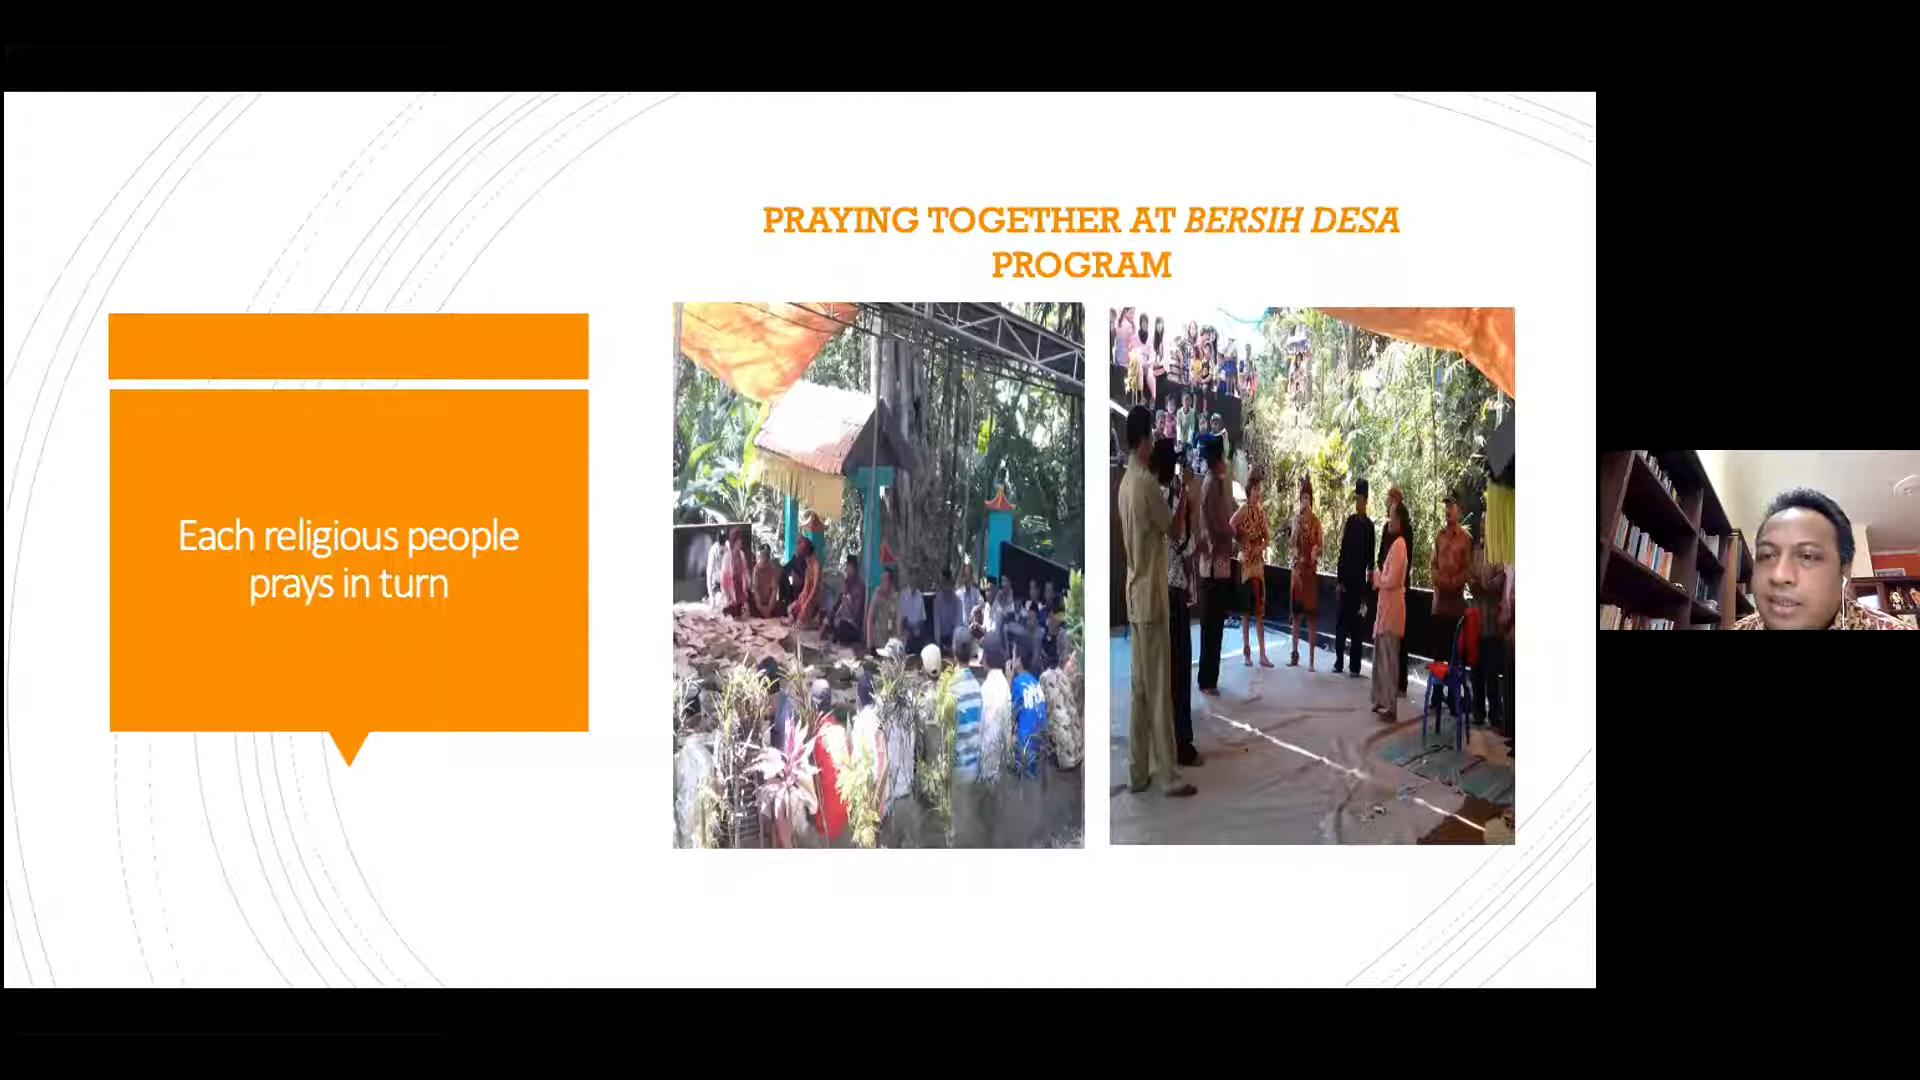 PRAYING TOGETHER AT BERSIH DESA
PROGRAM
Each religious people
prays in turn